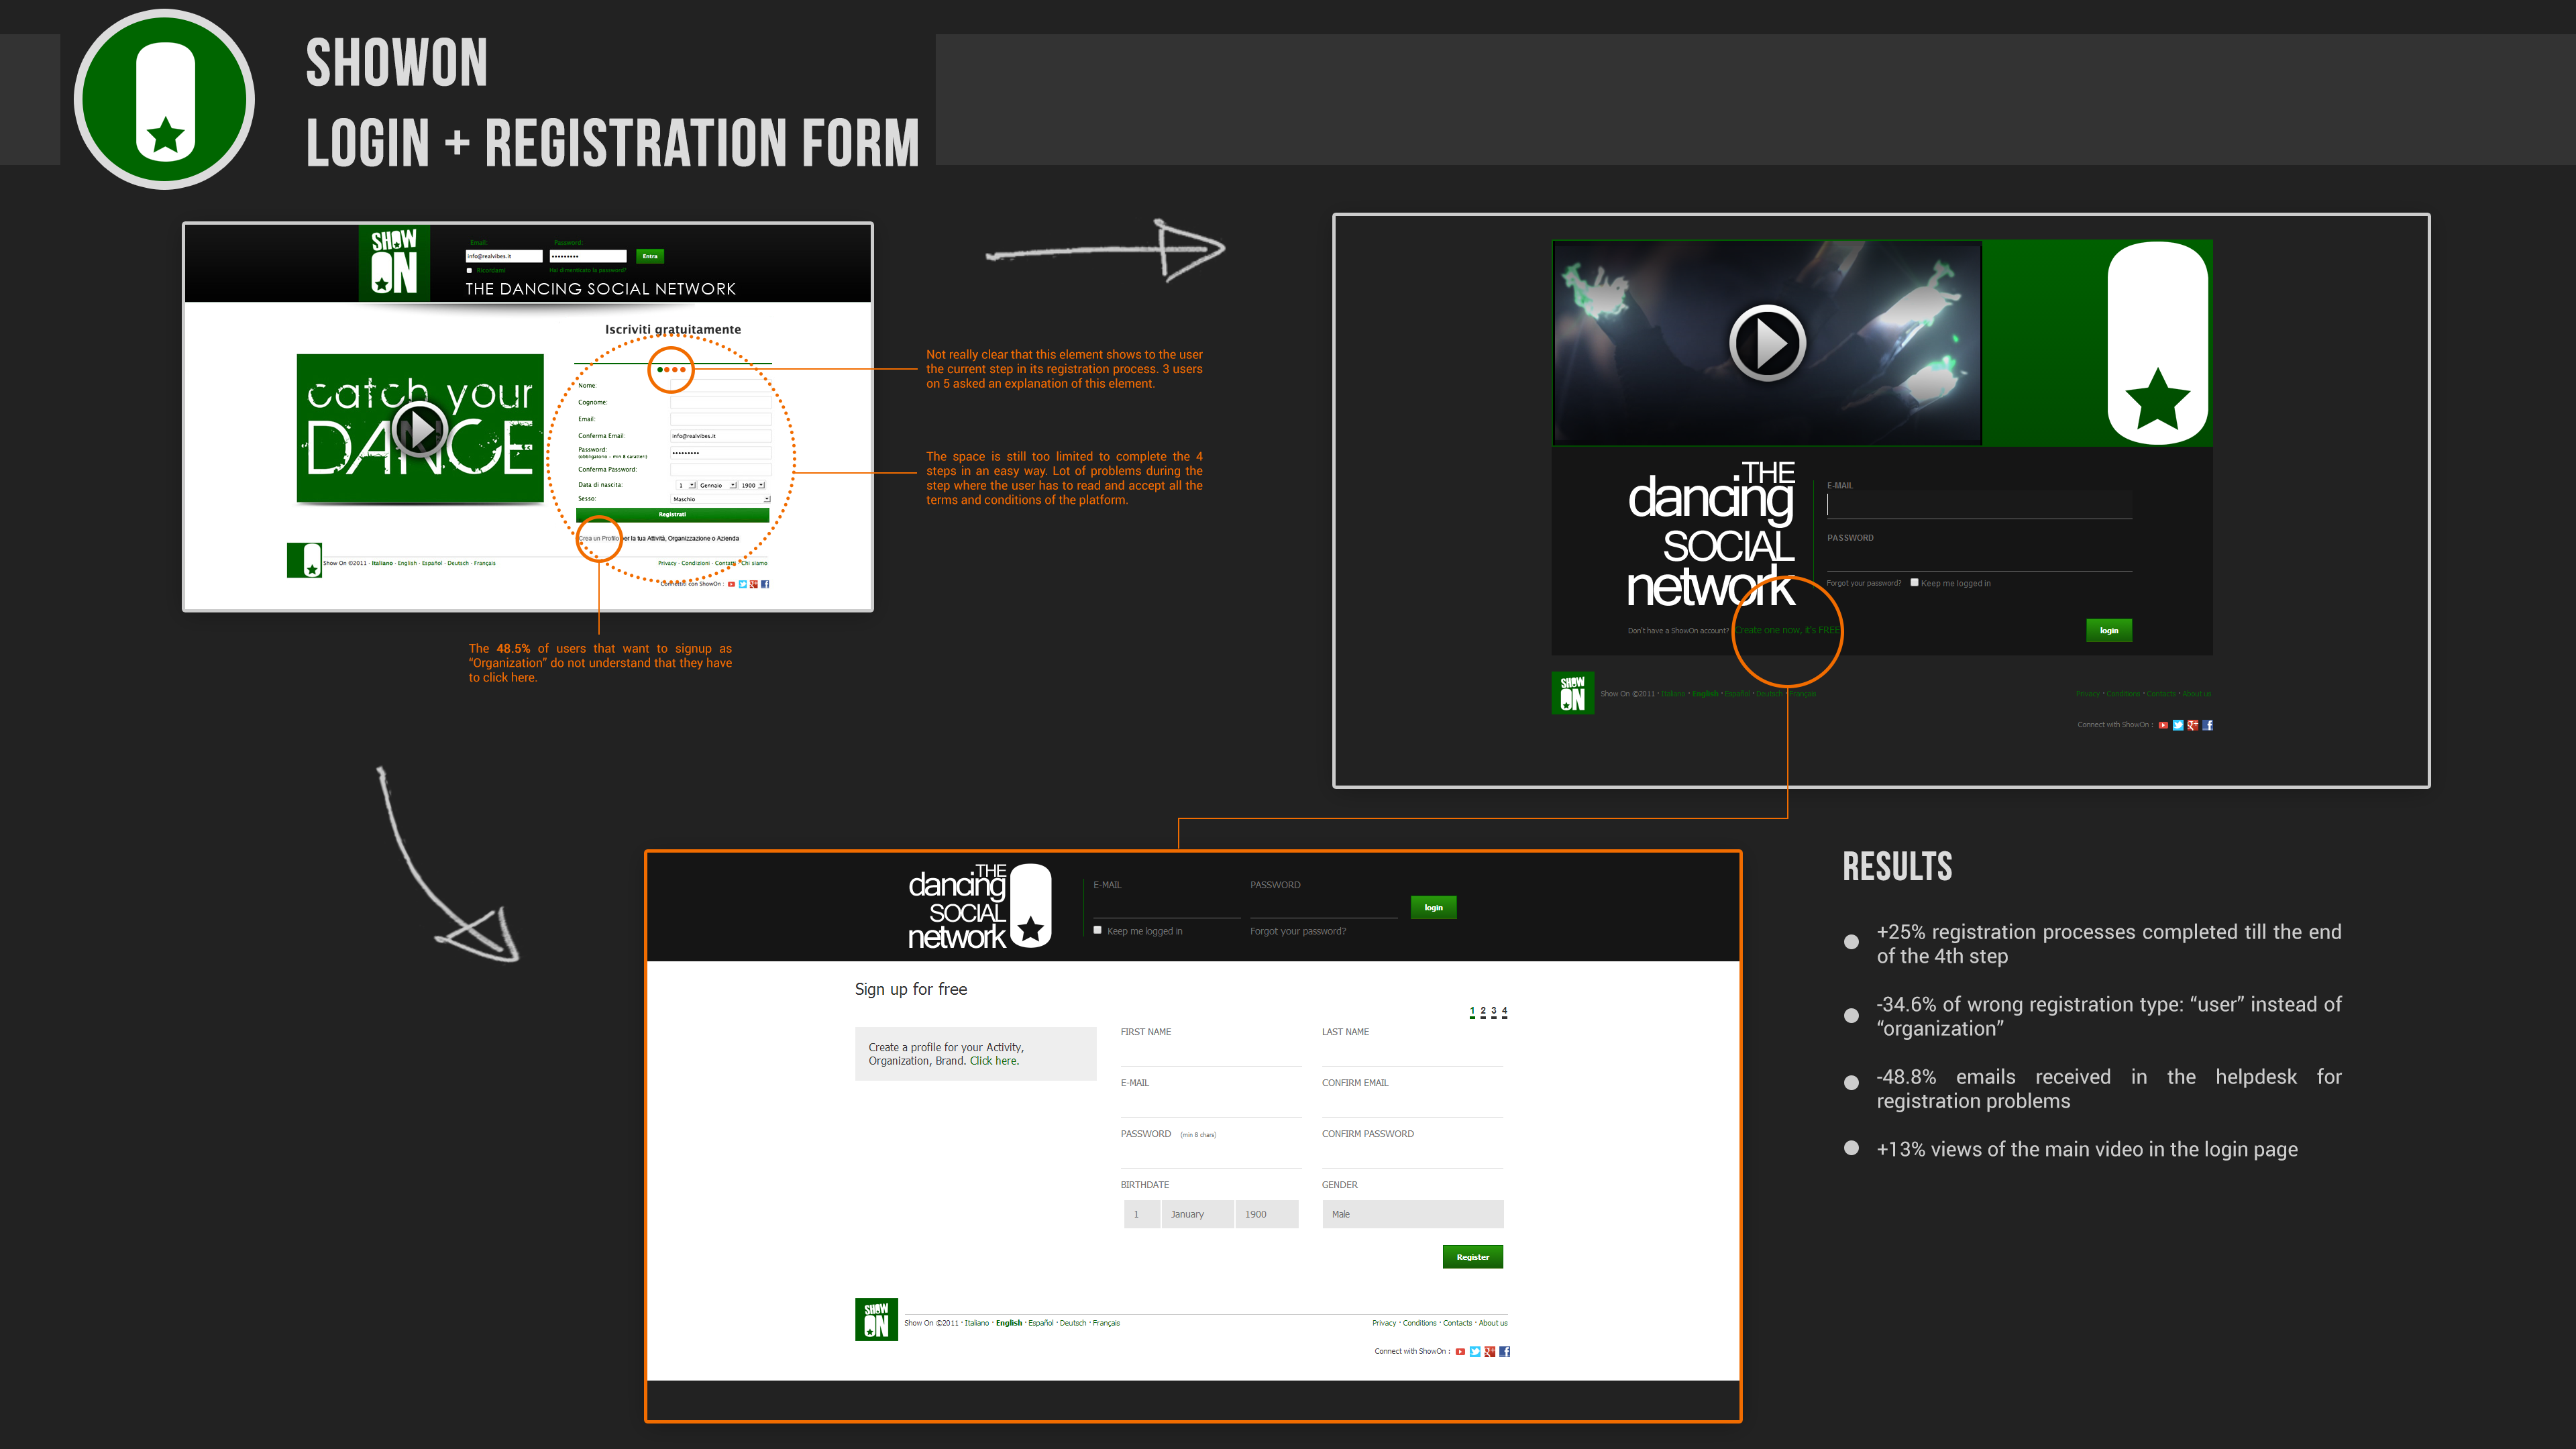 SHOWON
LOGIN + REGISTRATION FORM
SHOW
ON
Email:
Password:
info@realvibes.it
•••••••••
Entra
Ricordami
Hai dimenticato la password?
THE DANCING SOCIAL NETWORK
catch your
DANCE
Iscriviti gratuitamente
Nome:
Cognome:
Email:
Conferma Email:
info@realvibes.it
Password:
(obbligatorio - min 8 caratteri)
•••••••••
Conferma Password:
Data di nascita:
1
Gennaio
1900
Sesso:
Maschio
Registrati
Crea un Profilo per la tua Attività, Organizzazione o Azienda
Show On ©2011 · Italiano · English · Español · Deutsch · Français
Privacy · Condizioni · Contatti · Chi siamo
Connettiti con ShowOn :
Not really clear that this element shows to the user
the current step in its registration process. 3 users
on 5 asked an explanation of this element.
The space is still too limited to complete the 4
steps in an easy way. Lot of problems during the
step where the user has to read and accept all the
terms and conditions of the platform.
The 48.5% of users that want to signup as
“Organization” do not understand that they have
to click here.
THE
dancing
SOCIAL
network
E-MAIL
PASSWORD
Forgot your password?
Keep me logged in
Don't have a ShowOn account? Create one now, it's FREE
login
SHOW
ON
Show On ©2011 · Italiano · English · Español · Deutsch · Français
Privacy · Conditions · Contacts · About us
Connect with ShowOn :
THE
dancing
SOCIAL
network
E-MAIL
PASSWORD
login
Keep me logged in
Forgot your password?
Sign up for free
1 2 3 4
Create a profile for your Activity,
Organization, Brand. Click here.
FIRST NAME
LAST NAME
E-MAIL
CONFIRM EMAIL
PASSWORD (min 8 chars)
CONFIRM PASSWORD
BIRTHDATE
GENDER
1
January
1900
Male
Register
SHOW
ON
Show On ©2011 · Italiano · English · Español · Deutsch · Français
Privacy · Conditions · Contacts · About us
Connect with ShowOn :
RESULTS
+25% registration processes completed till the end
of the 4th step
-34.6% of wrong registration type: “user” instead of
“organization”
-48.8% emails received in the helpdesk for
registration problems
+13% views of the main video in the login page